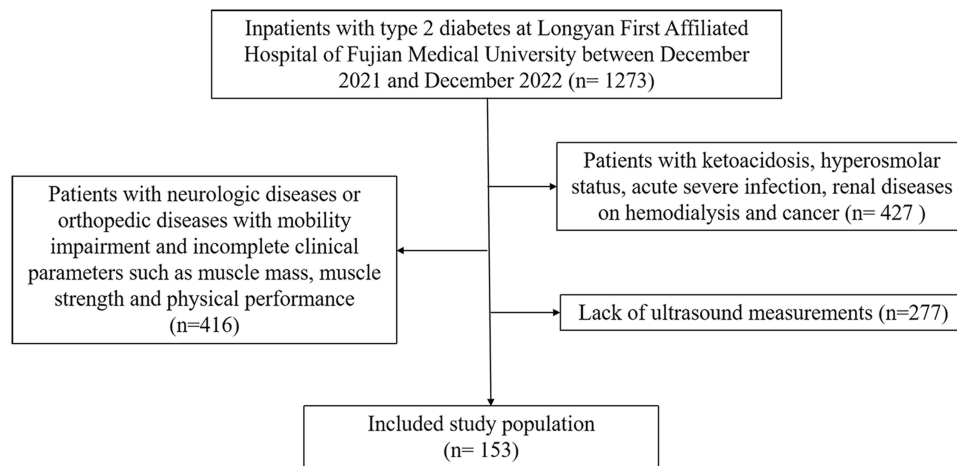 Inpatients with type 2 diabetes at Longyan First Affiliated
Hospital of Fujian Medical University between December
2021 and December 2022 (n= 1273)
Patients with ketoacidosis, hyperosmolar
status, acute severe infection, renal diseases
on hemodialysis and cancer (n= 427 )
Patients with neurologic diseases or
orthopedic diseases with mobility
impairment and incomplete clinical
parameters such as muscle mass, muscle
strength and physical performance
(n=416)
Lack of ultrasound measurements (n=277)
Included study population
(n= 153)